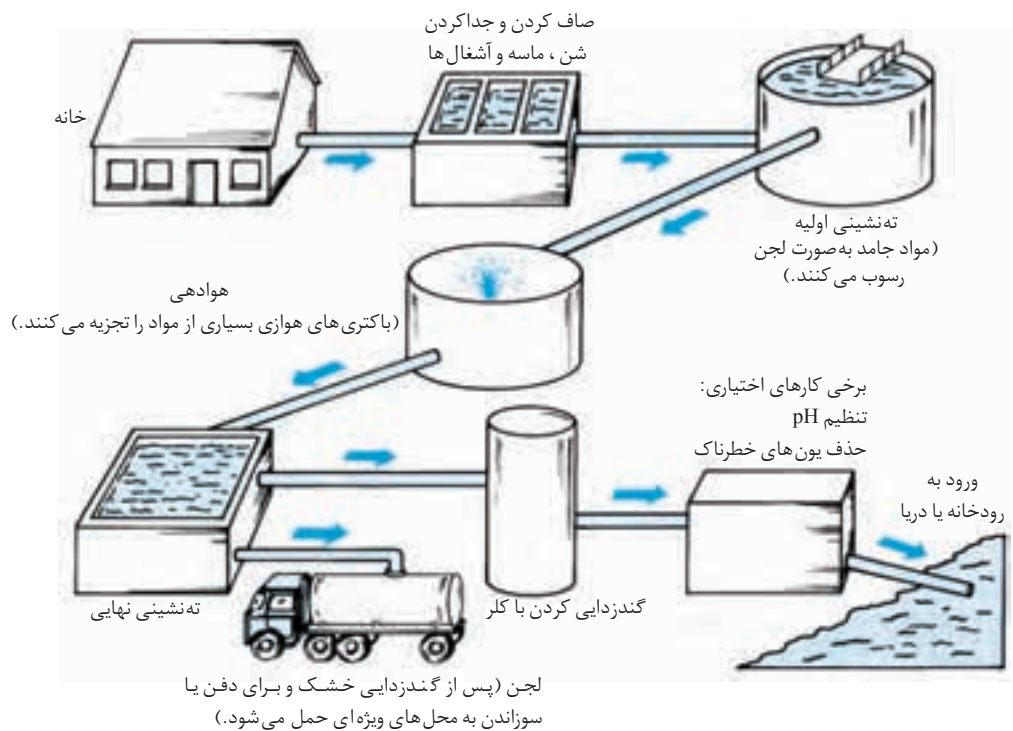 صاف کردن و جداکردن
شن ، ماسه و آشغال‌ها
خانه
ته‌نشینی اولیه
(مواد جامد به‌صورت لجن
رسوب می‌کنند.)
هوادهی
(باکتری‌های هوازی بسیاری از مواد را تجزیه می‌کنند.)
برخی کارهای اختیاری:
تنظیم pH
حذف یون‌های خطرناک
ورود به
رودخانه یا دریا
ته‌نشینی نهایی
گندزدایی کردن با کلر
لجن (پس از گندزدایی خشک و برای دفن یا
سوزاندن به محل‌های ویژه‌ای حمل می‌شود.)